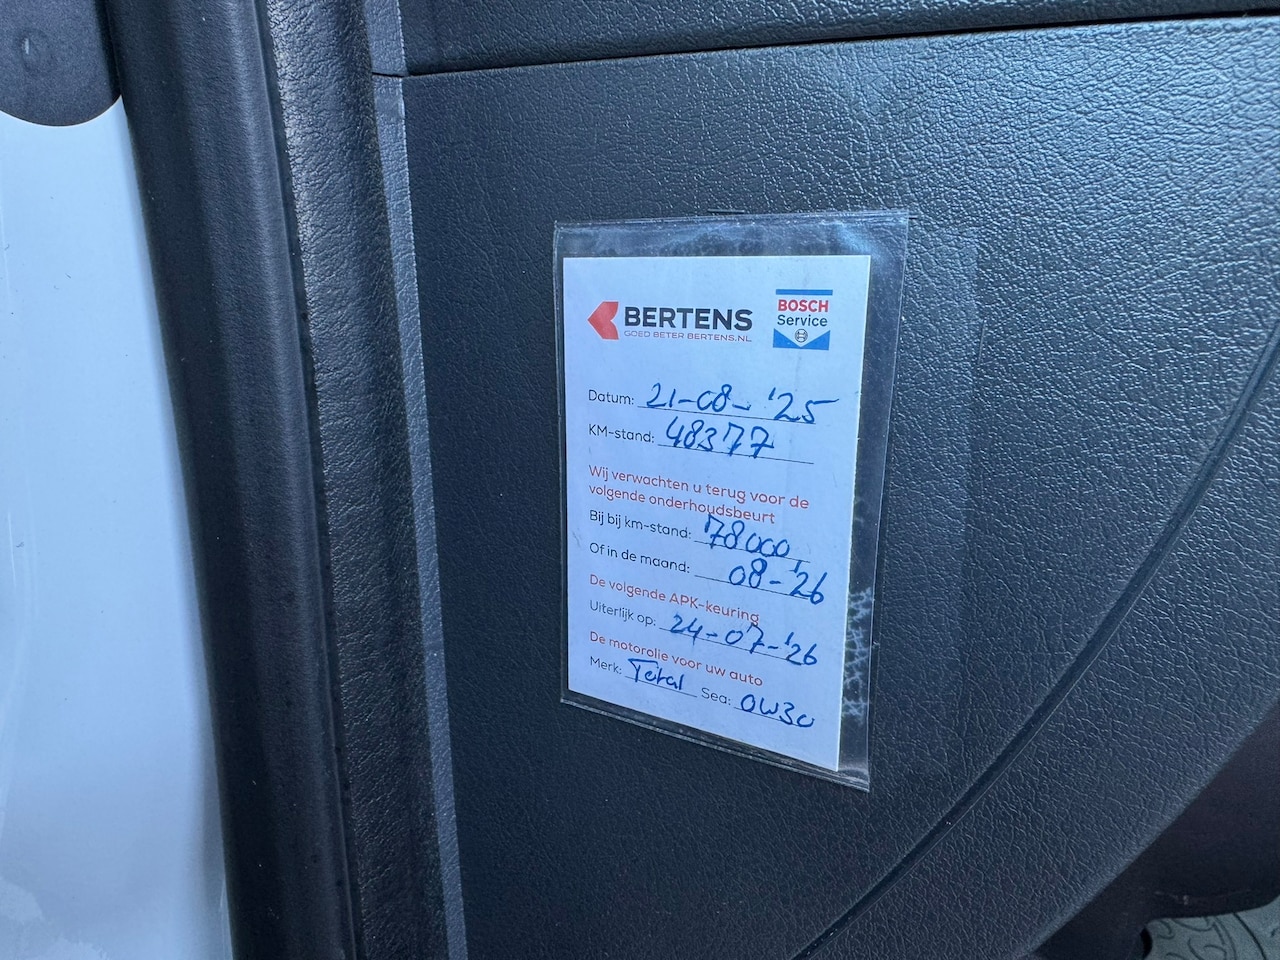 BERTENS
GOED BETER BERTENS.NL
BOSCH
Service
Datum: 21-08-'25
KM-stand: 48377
Wij verwachten u terug voor de
volgende onderhoudsbeurt
Bij bij km-stand: 78000
Of in de maand: 08-'26
De volgende APK-keuring
Uiterlijk op: 24-07-'26
De motorolie voor uw auto
Merk: Total Sea: 0W30